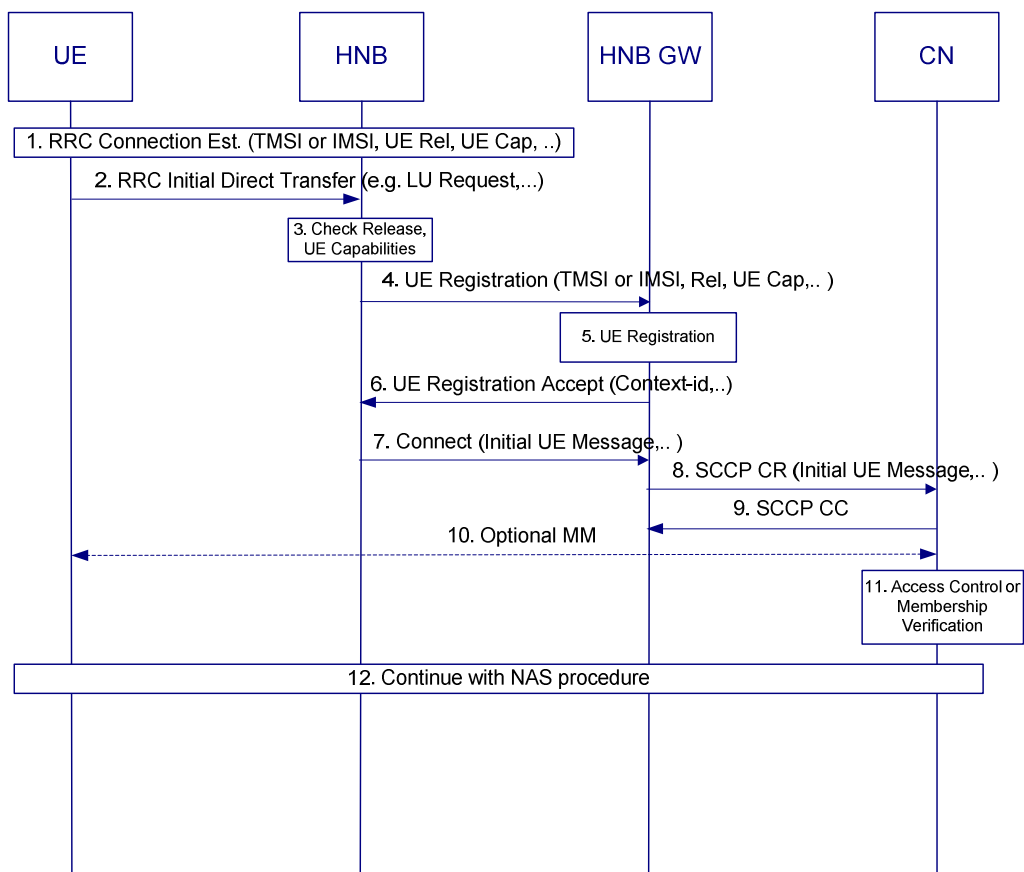 UE
HNB
HNB GW
CN
1. RRC Connection Est. (TMSI or IMSI, UE Rel, UE Cap, ..)
2. RRC Initial Direct Transfer (e.g. LU Request,...)
3. Check Release,
UE Capabilities
4. UE Registration (TMSI or IMSI, Rel, UE Cap,.. )
5. UE Registration
6. UE Registration Accept (Context-id,..)
7. Connect (Initial UE Message,.. )
8. SCCP CR (Initial UE Message,.. )
9. SCCP CC
10. Optional MM
11. Access Control or
Membership
Verification
12. Continue with NAS procedure